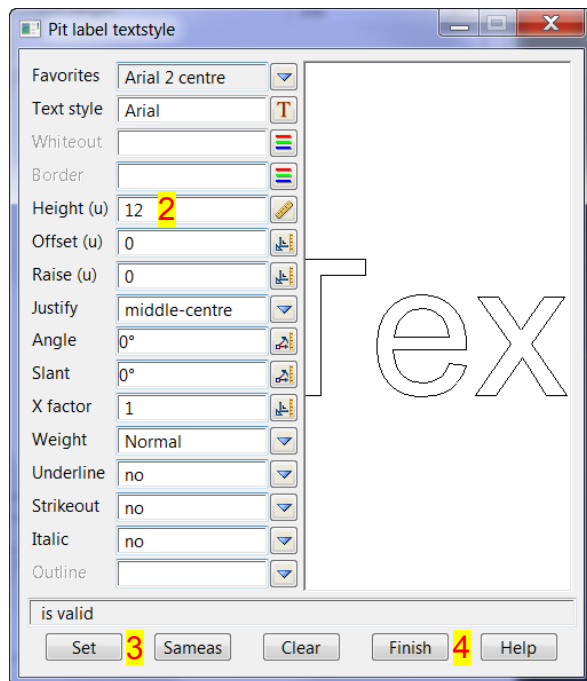 Pit label textstyle
Favorites Arial 2 centre
Text style Arial T
Whiteout
Border
Height (u) 12 2
Offset (u) 0
Raise (u) 0
Justify middle-centre
Angle 0°
Slant 0°
X factor 1
Weight Normal
Underline no
Strikeout no
Italic no
Outline
Tex
is valid
Set 3 Sameas Clear Finish 4 Help